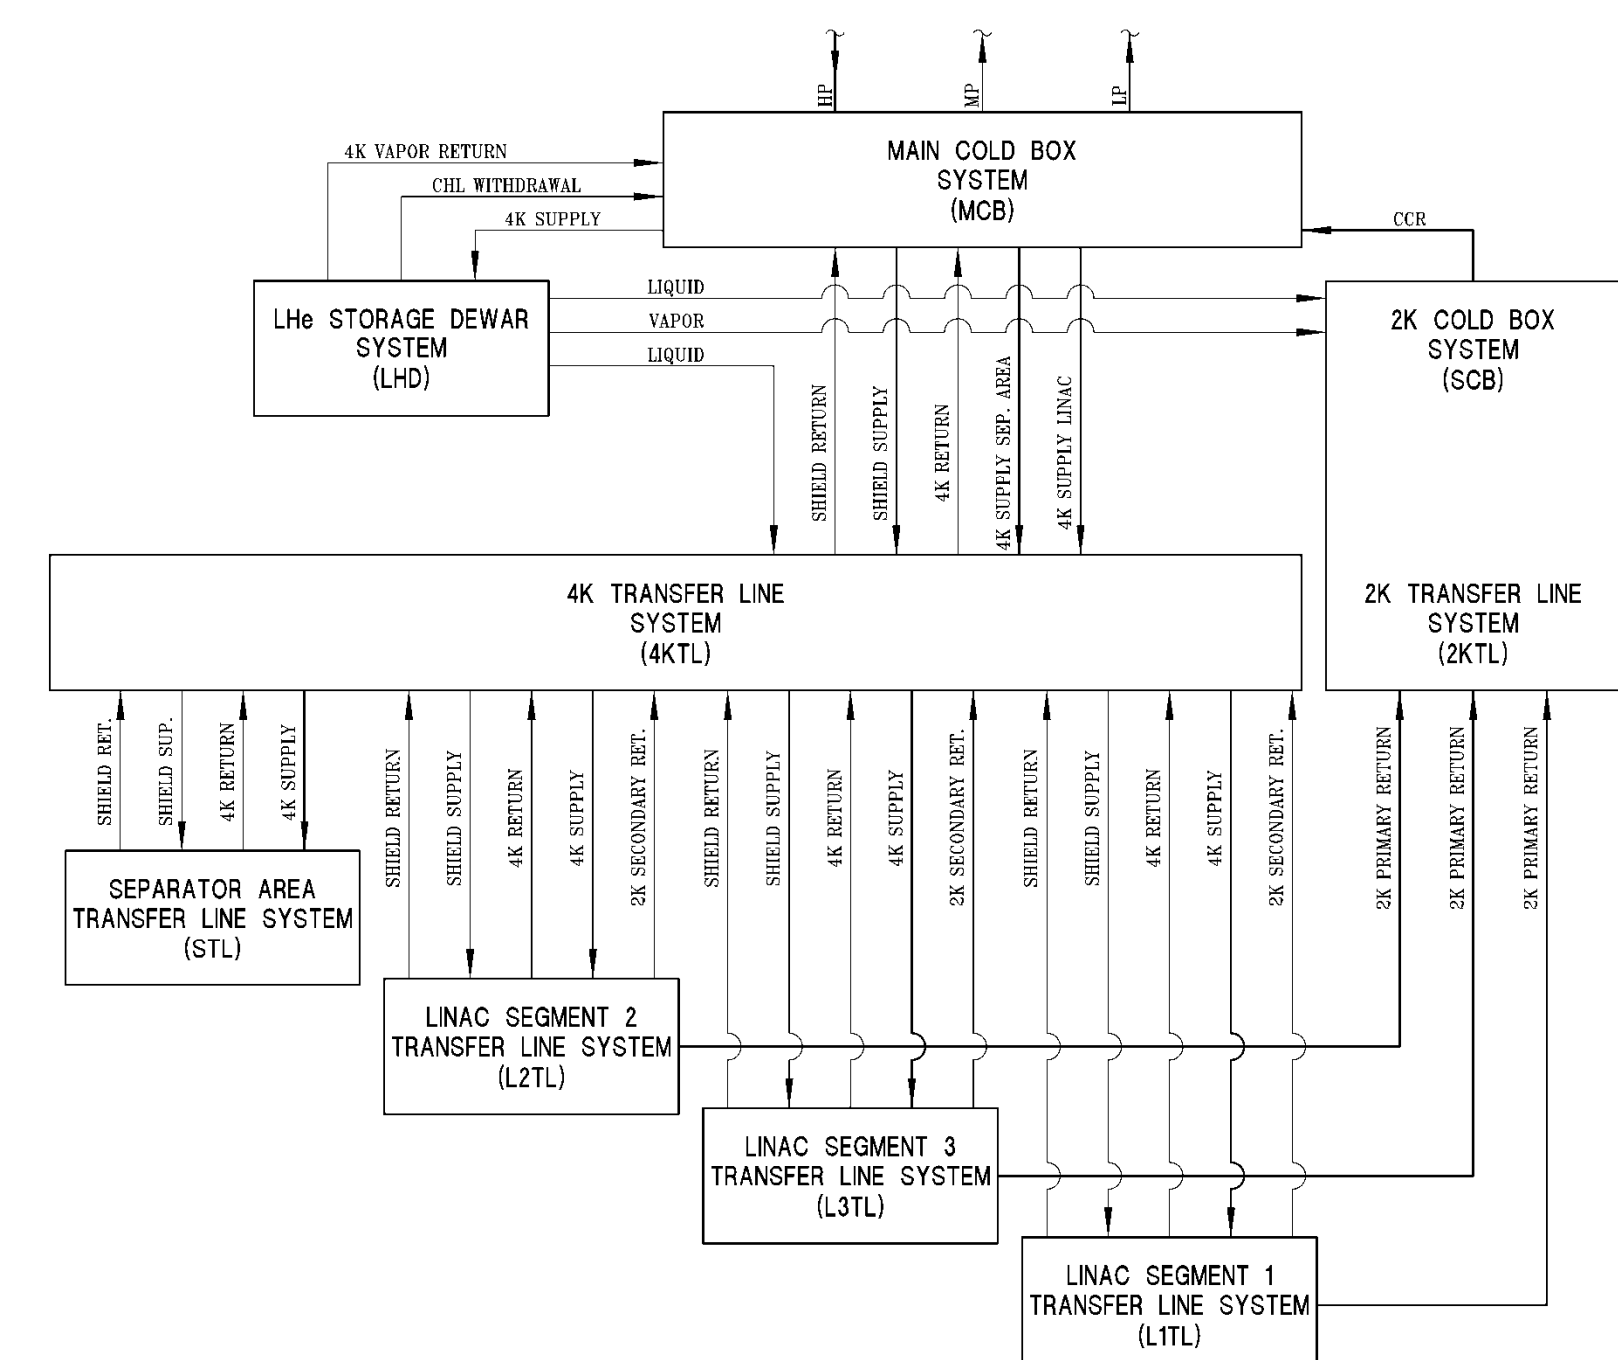 HP
MP
LP
MAIN COLD BOX
SYSTEM
(MCB)
4K VAPOR RETURN
CHL WITHDRAWAL
4K SUPPLY
CCR
LHe STORAGE DEWAR
SYSTEM
(LHD)
LIQUID
VAPOR
LIQUID
2K COLD BOX
SYSTEM
(SCB)
SHIELD RETURN
SHIELD SUPPLY
4K RETURN
4K SUPPLY SEP. AREA
4K SUPPLY LINAC
4K TRANSFER LINE
SYSTEM
(4KTL)
2K TRANSFER LINE
SYSTEM
(2KTL)
SHIELD RET.
SHIELD SUP.
4K RETURN
4K SUPPLY
SHIELD RETURN
SHIELD SUPPLY
4K RETURN
4K SUPPLY
2K SECONDARY RET.
SHIELD RETURN
SHIELD SUPPLY
4K RETURN
4K SUPPLY
2K SECONDARY RET.
SHIELD RETURN
SHIELD SUPPLY
4K RETURN
4K SUPPLY
2K SECONDARY RET.
2K PRIMARY RETURN
2K PRIMARY RETURN
2K PRIMARY RETURN
SEPARATOR AREA
TRANSFER LINE SYSTEM
(STL)
LINAC SEGMENT 2
TRANSFER LINE SYSTEM
(L2TL)
LINAC SEGMENT 3
TRANSFER LINE SYSTEM
(L3TL)
LINAC SEGMENT 1
TRANSFER LINE SYSTEM
(L1TL)